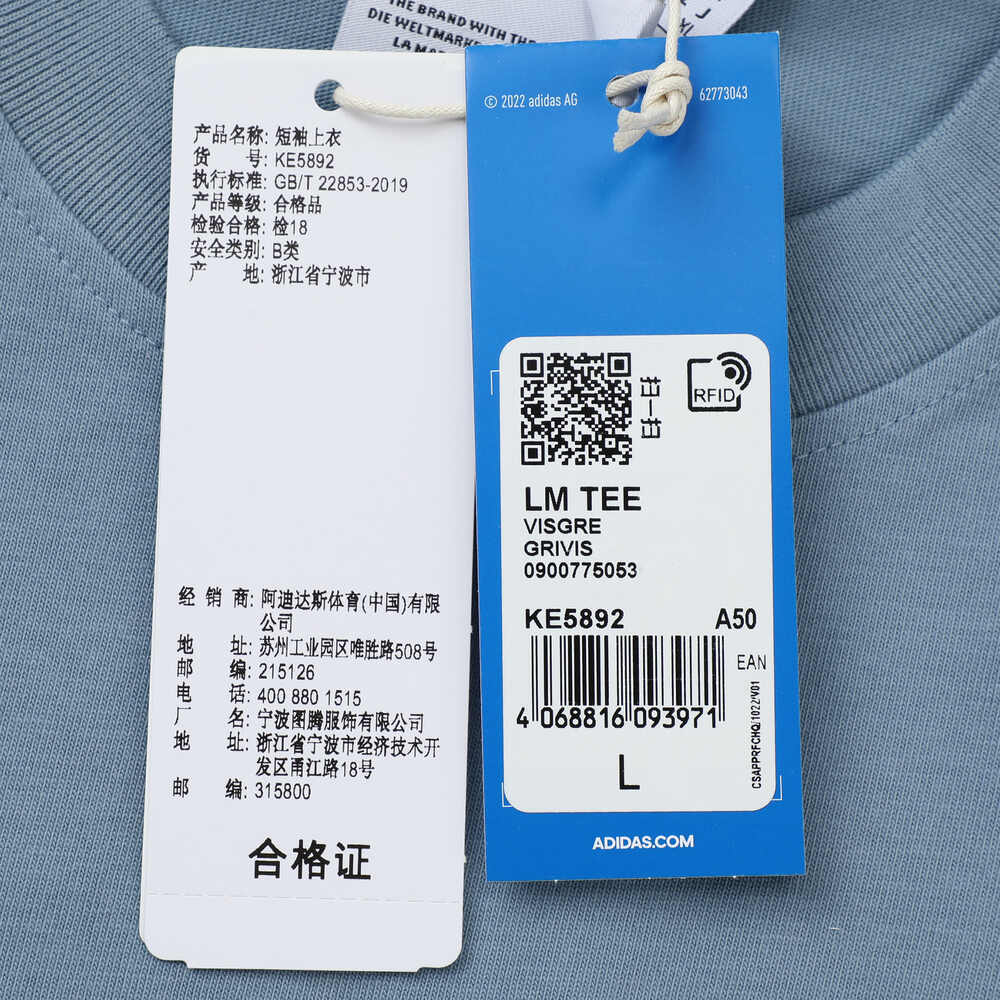 THE BRAND WITH THE
DIE WELTMARKE
LA MAR
© 2022 adidas AG
62773043
产品名称: 短袖上衣
货 号: KE5892
执行标准: GB/T 22853-2019
产品等级: 合格品
检验合格: 检18
安全类别: B类
产 地: 浙江省宁波市
经 销 商: 阿迪达斯体育(中国)有限
公司
地 址: 苏州工业园区唯胜路508号
邮 编: 215126
电 话: 400 880 1515
厂 名: 宁波图腾服饰有限公司
地 址: 浙江省宁波市经济技术开
发区甬江路18号
邮 编: 315800
合格证
扫一扫
RFID
LM TEE
VISGRE
GRIVIS
0900775053
KE5892 A50
EAN
4 068816 093971
CSAPPRFCHQ/1022/V01
L
ADIDAS.COM